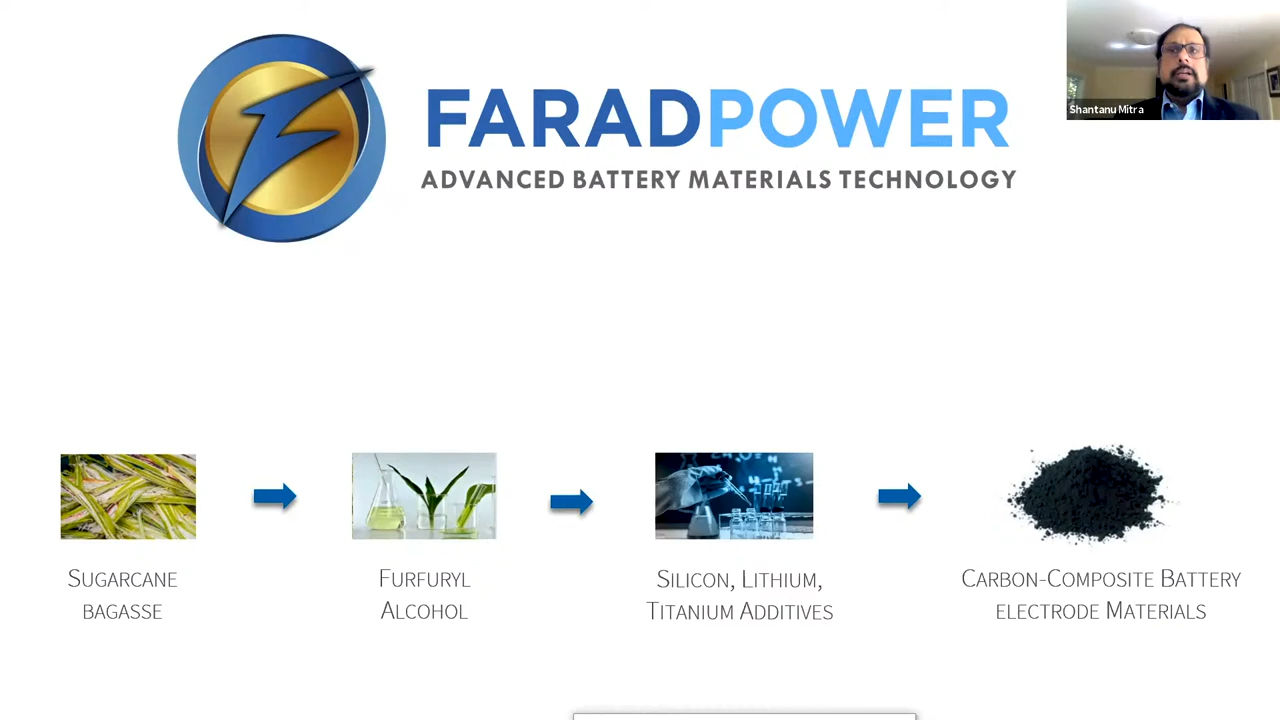 FARADPOWER
ADVANCED BATTERY MATERIALS TECHNOLOGY
Shantanu Mitra
SUGARCANE
BAGASSE
FURFURYL
ALCOHOL
SILICON, LITHIUM,
TITANIUM ADDITIVES
CARBON-COMPOSITE BATTERY
ELECTRODE MATERIALS